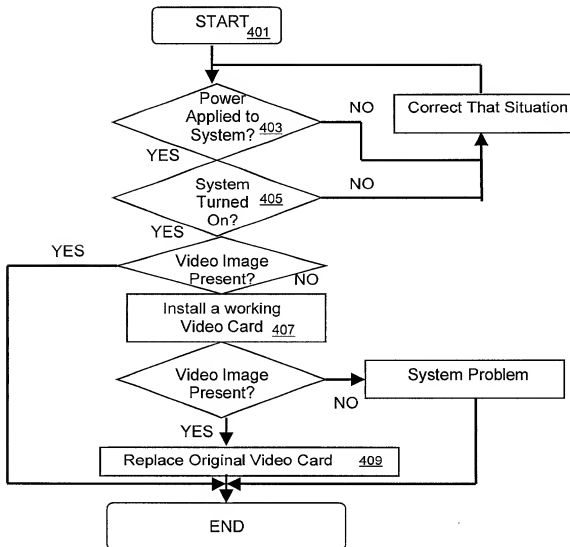 START
401
Power
Applied to
System? 403
NO
Correct That Situation
YES
System
Turned
On?
405
NO
YES
YES
Video Image
Present?
NO
Install a working
Video Card 407
Video Image
Present?
System Problem
NO
YES
Replace Original Video Card 409
END